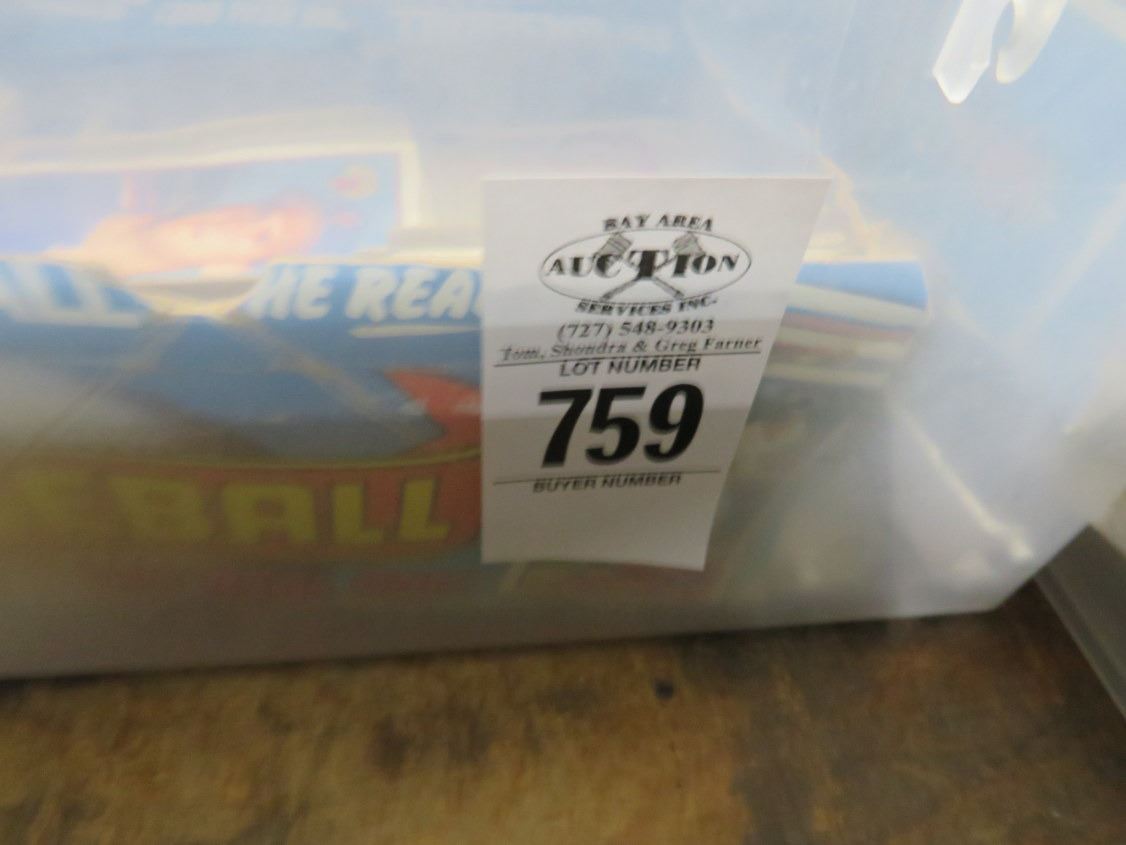 BAY AREA
AUCTION
SERVICES INC.
(727) 548-9303
Tom, Shondra & Greg Farner
LOT NUMBER
759
BUYER NUMBER
HE REA
BALL